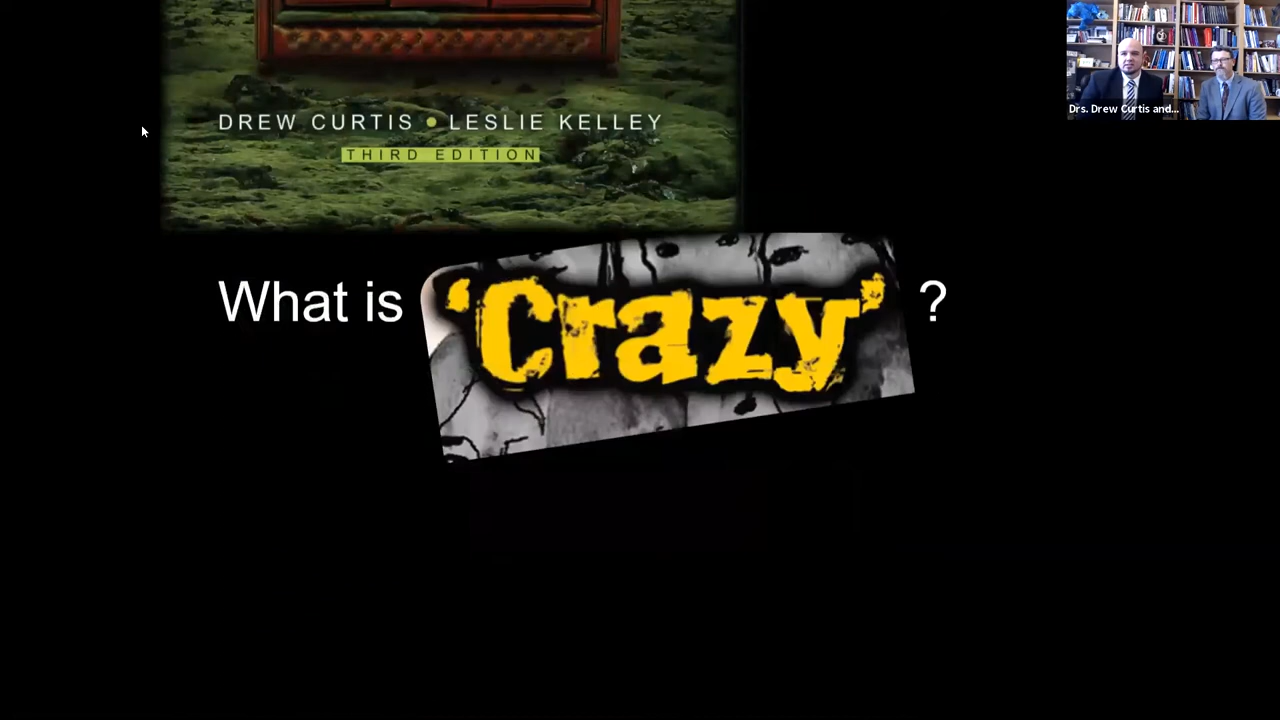 Drs. Drew Curtis and...
DREW CURTIS • LESLIE KELLEY
THIRD EDITION
What is 'Crazy' ?